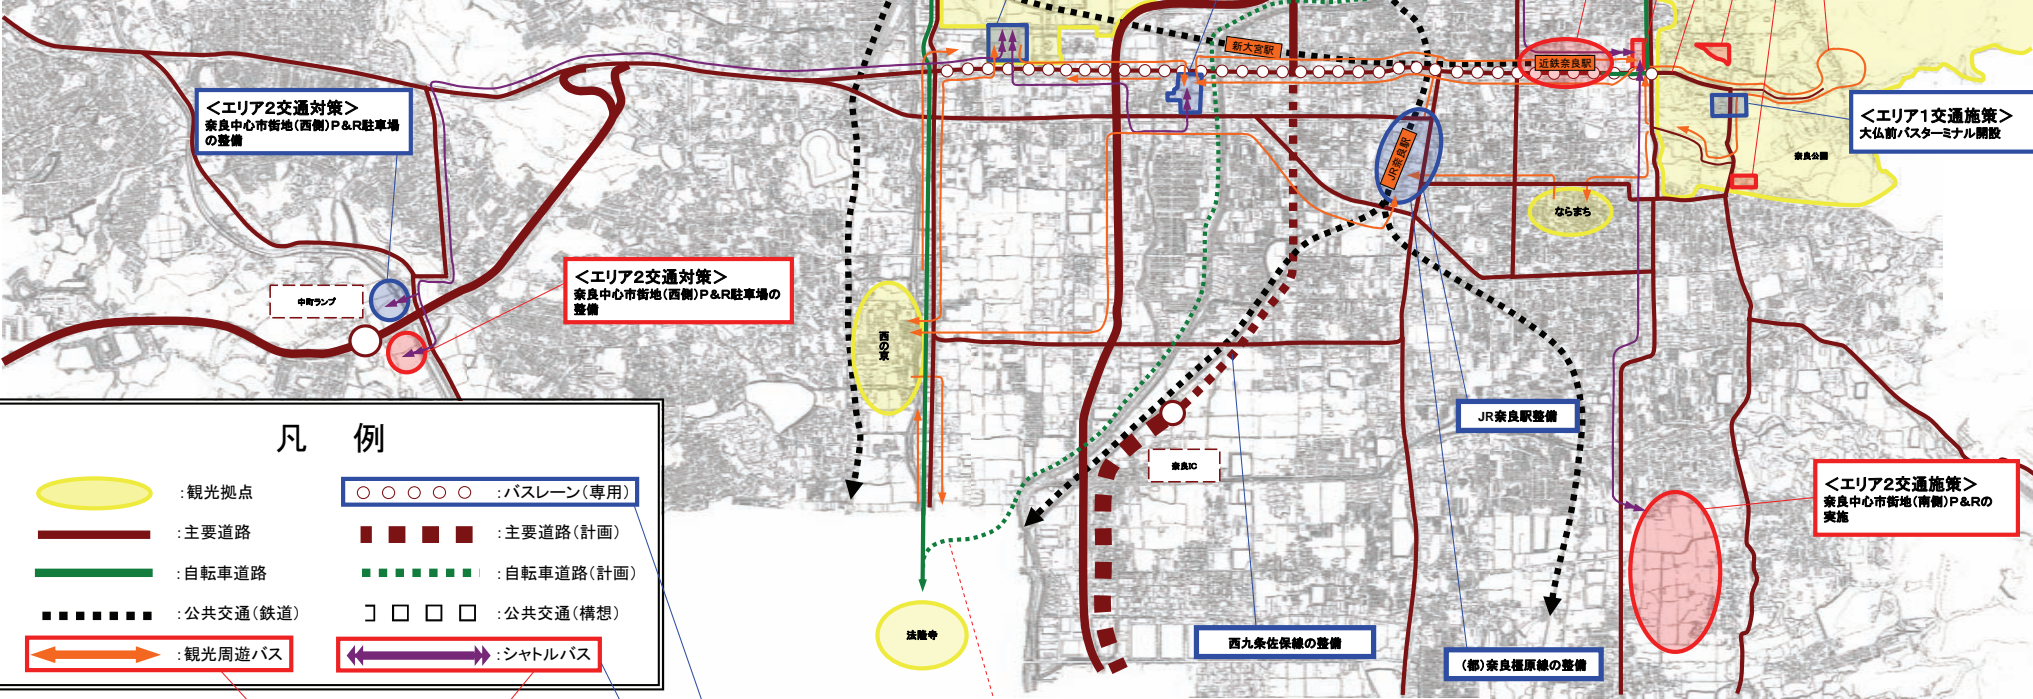 新大宮駅
近鉄奈良駅
＜エリア2交通対策＞
奈良中心市街地(西側)P&R駐車場
の整備
＜エリア1交通施策＞
大仏前バスターミナル開設
奈良公園
JR奈良駅
ならまち
＜エリア2交通対策＞
奈良中心市街地(西側)P&R駐車場の
整備
中町ランプ
西の京
JR奈良駅整備
奈良IC
＜エリア2交通施策＞
奈良中心市街地(南側)P&Rの
実施
凡 例
:観光拠点
:バスレーン(専用)
:主要道路
:主要道路(計画)
:自転車道路
:自転車道路(計画)
:公共交通(鉄道)
:公共交通(構想)
:観光周遊バス
:シャトルバス
法隆寺
西九条佐保線の整備
(都)奈良橿原線の整備